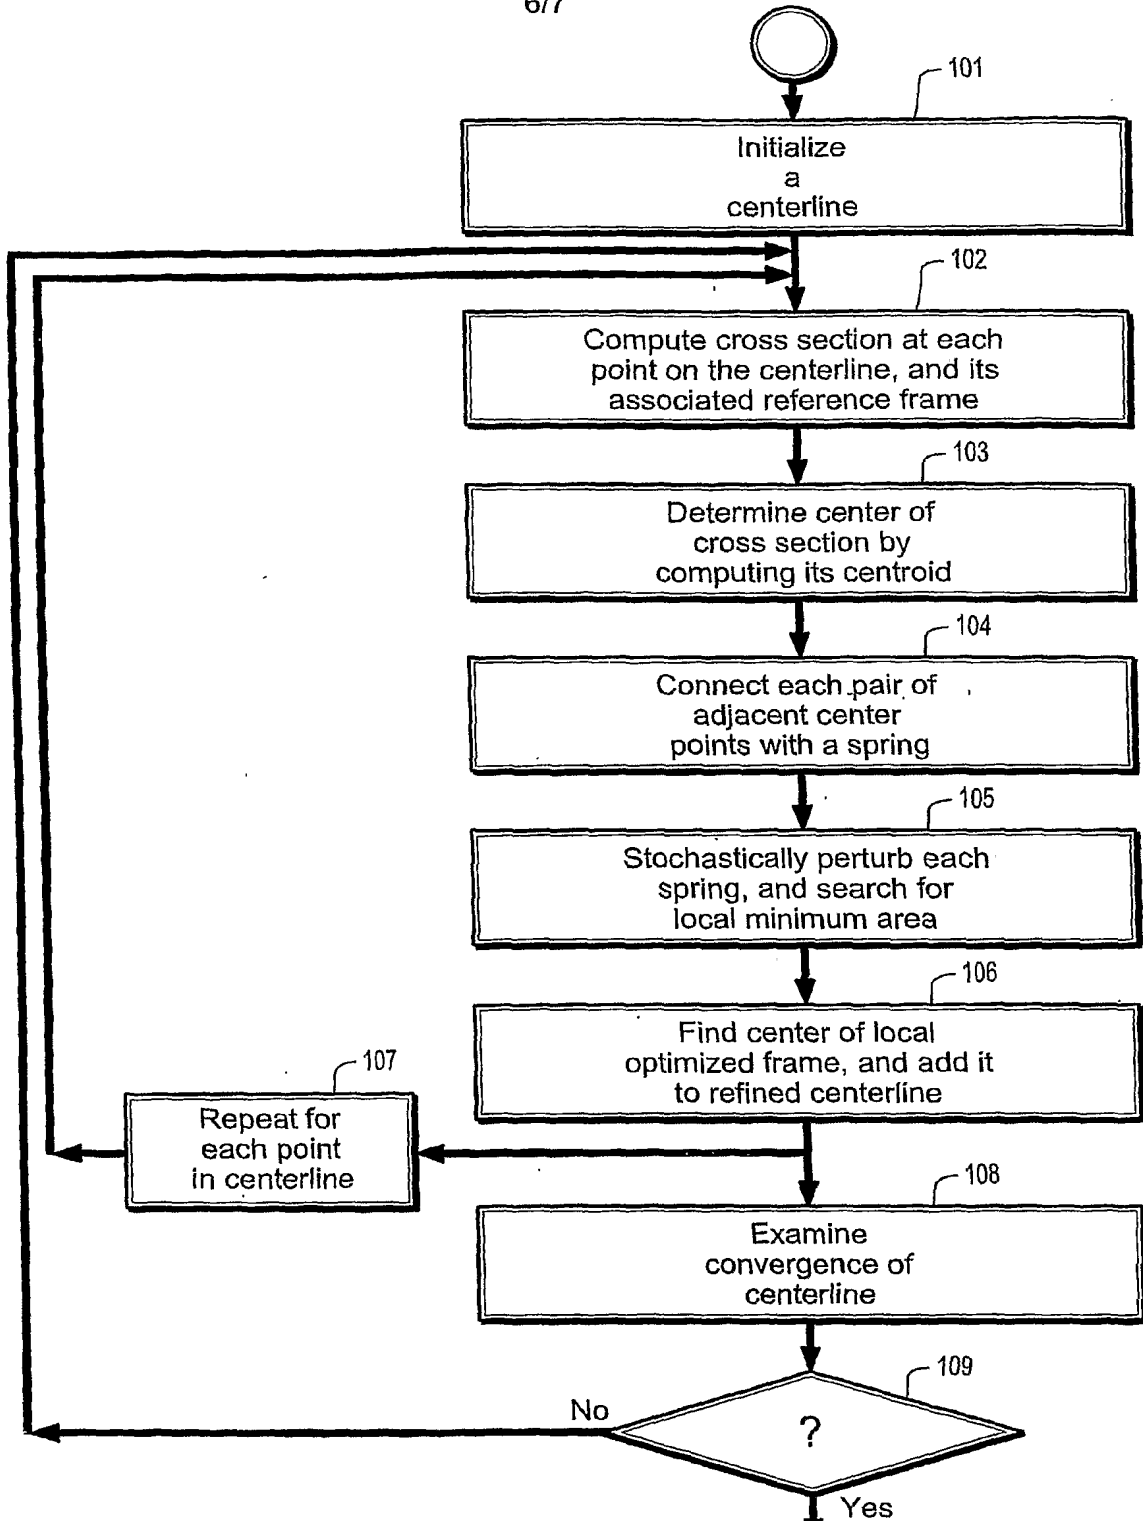 6/7
101
Initialize
a
centerline
102
Compute cross section at each
point on the centerline, and its
associated reference frame
103
Determine center of
cross section by
computing its centroid
104
Connect each pair of
adjacent center
points with a spring
105
Stochastically perturb each
spring, and search for
local minimum area
106
Find center of local
optimized frame, and add it
to refined centerline
107
Repeat for
each point
in centerline
108
Examine
convergence of
centerline
109
No
?
Yes